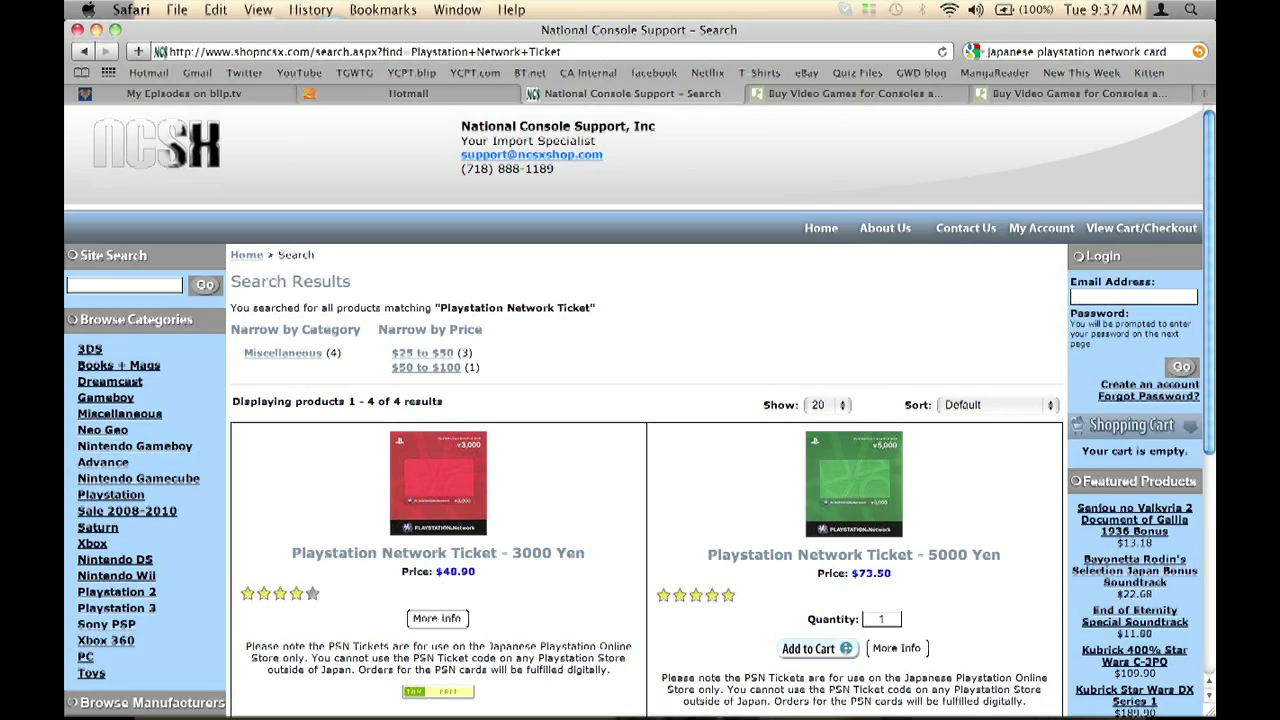 Safari File Edit View History Bookmarks Window Help (100%) Tue 9:37 AM
National Console Support – Search
http://www.shopncsx.com/search.aspx?find=Playstation+Network+Ticket
japanese playstation network card
Hotmail Gmail Twitter YouTube TGWTG YCPT.blip YCPT.com BT.net CA Internal facebook Netflix T Shirts eBay Quiz Files GWD blog MangaReader New This Week Kitten
My Episodes on blip.tv
Hotmail
National Console Support – Search
Buy Video Games for Consoles a...
Buy Video Games for Consoles a...
ncsx
National Console Support, Inc
Your Import Specialist
support@ncsxshop.com
(718) 888-1189
Home About Us Contact Us My Account View Cart/Checkout
Site Search
Go
Browse Categories
3DS
Books + Mags
Dreamcast
Gameboy
Miscellaneous
Neo Geo
Nintendo Gameboy
Advance
Nintendo Gamecube
Playstation
Sale 2008-2010
Saturn
Xbox
Nintendo DS
Nintendo Wii
Playstation 2
Playstation 3
Sony PSP
Xbox 360
PC
Toys
Browse Manufacturers
Home > Search
Search Results
You searched for all products matching "Playstation Network Ticket"
Narrow by Category
Miscellaneous (4)
Narrow by Price
$25 to $50 (3)
$50 to $100 (1)
Displaying products 1 - 4 of 4 results
Show: 20
Sort: Default
¥3,000
PLAYSTATION Network
Playstation Network Ticket - 3000 Yen
Price: $48.90
More Info
Please note the PSN Tickets are for use on the Japanese Playstation Online
Store only. You cannot use the PSN Ticket code on any Playstation Store
outside of Japan. Orders for the PSN cards will be fulfilled digitally.
¥5,000
PLAYSTATION Network
Playstation Network Ticket - 5000 Yen
Price: $73.50
Quantity: 1
Add to Cart
More Info
Please note the PSN Tickets are for use on the Japanese Playstation Online
Store only. You cannot use the PSN Ticket code on any Playstation Store
outside of Japan. Orders for the PSN cards will be fulfilled digitally.
Login
Email Address:
Password:
You will be prompted to enter
your password on the next
page
Go
Create an account
Forgot Password?
Shopping Cart
Your cart is empty.
Featured Products
Senjou no Valkyria 2
Document of Gallia
1936 Bonus
$13.18
Bayonetta Rodin's
Selection Japan Bonus
Soundtrack
$22.68
End of Eternity
Special Soundtrack
Kubrick 400% Star
Wars C-3PO
$109.90
Kubrick Star Wars DX
Series 1
$189.90